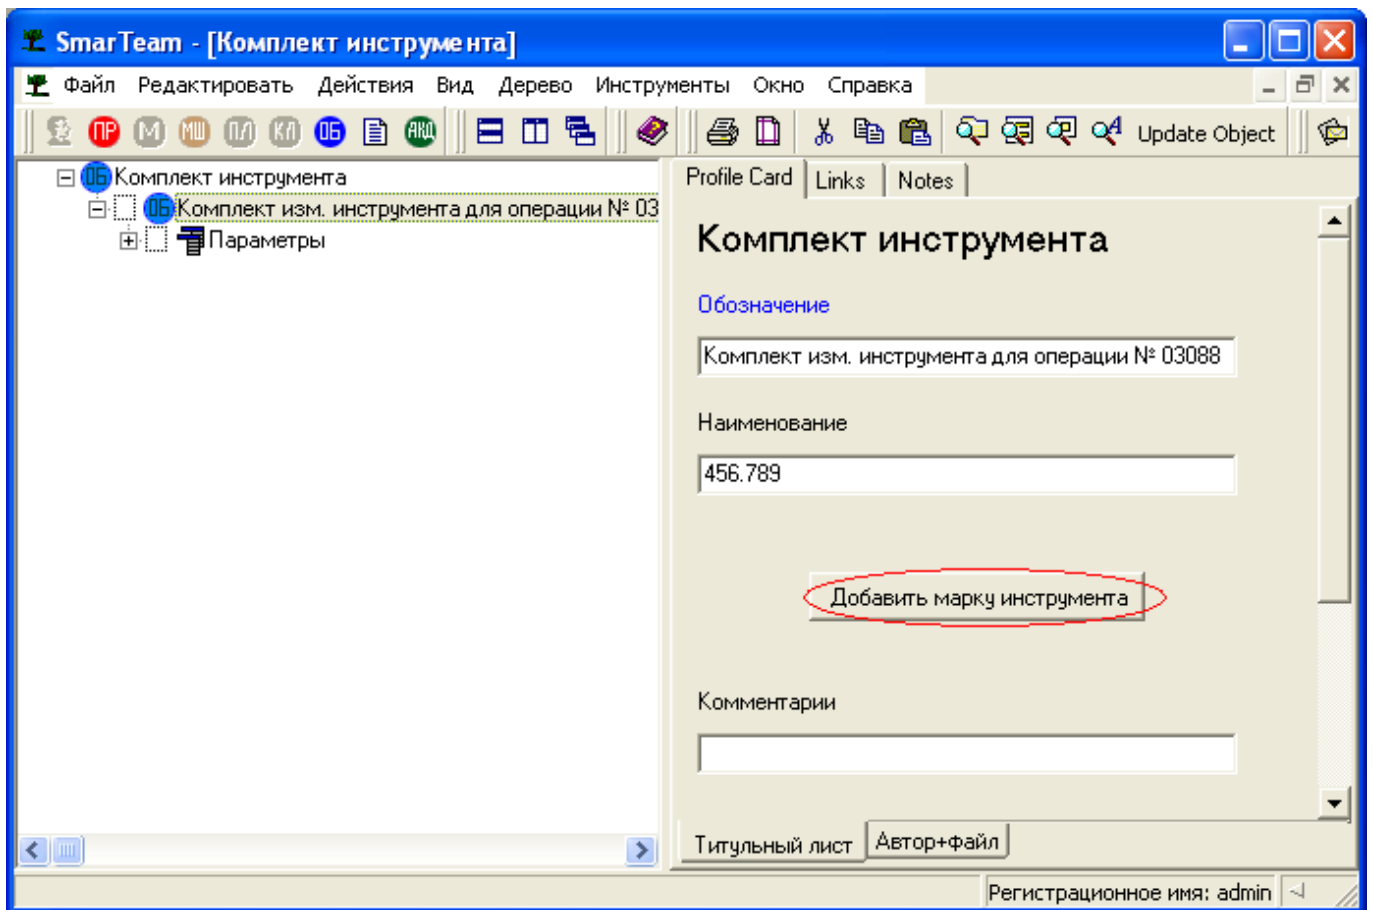 SmarTeam - [Комплект инструмента]
Файл Редактировать Действия Вид Дерево Инструменты Окно Справка
ПР М МШ ПЛ КЛ ОБ АКД Update Object
ОБ Комплект инструмента
ОБ Комплект изм. инструмента для операции № 03
Параметры
Profile Card Links Notes
Комплект инструмента
Обозначение
Комплект изм. инструмента для операции № 03088
Наименование
456.789
Добавить марку инструмента
Комментарии
Титульный лист Автор+Файл
Регистрационное имя: admin